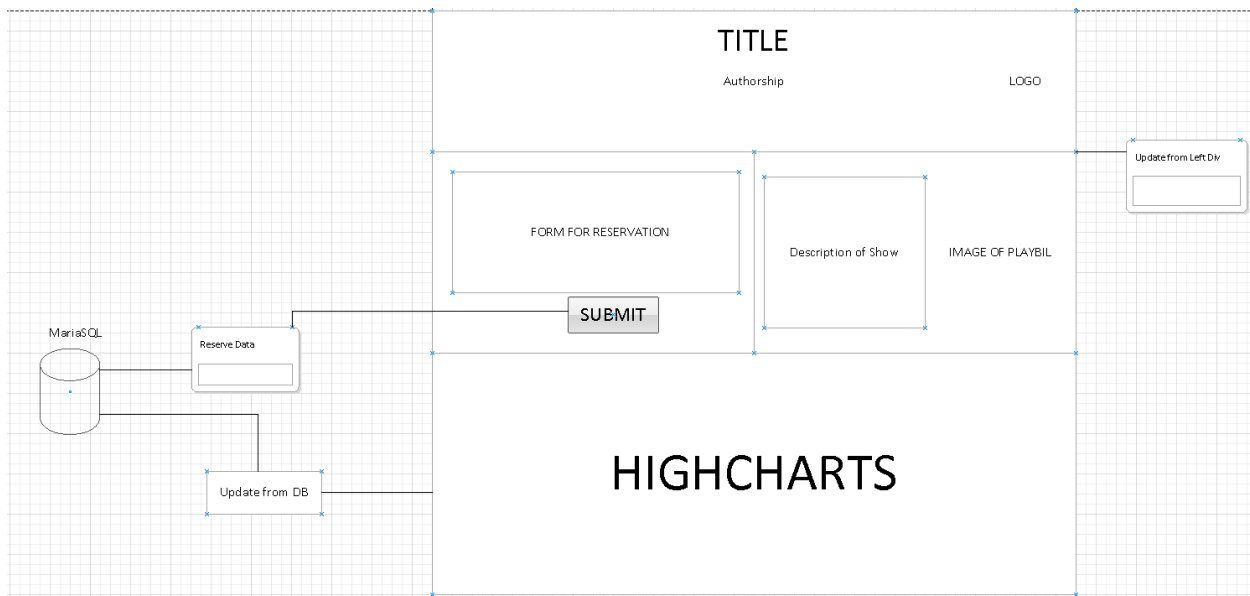 TITLE
Authorship
LOGO
Update from Left Div
FORM FOR RESERVATION
Description of Show
IMAGE OF PLAYBIL
SUBMIT
MariaSQL
Reserve Data
HIGHCHARTS
Update from DB